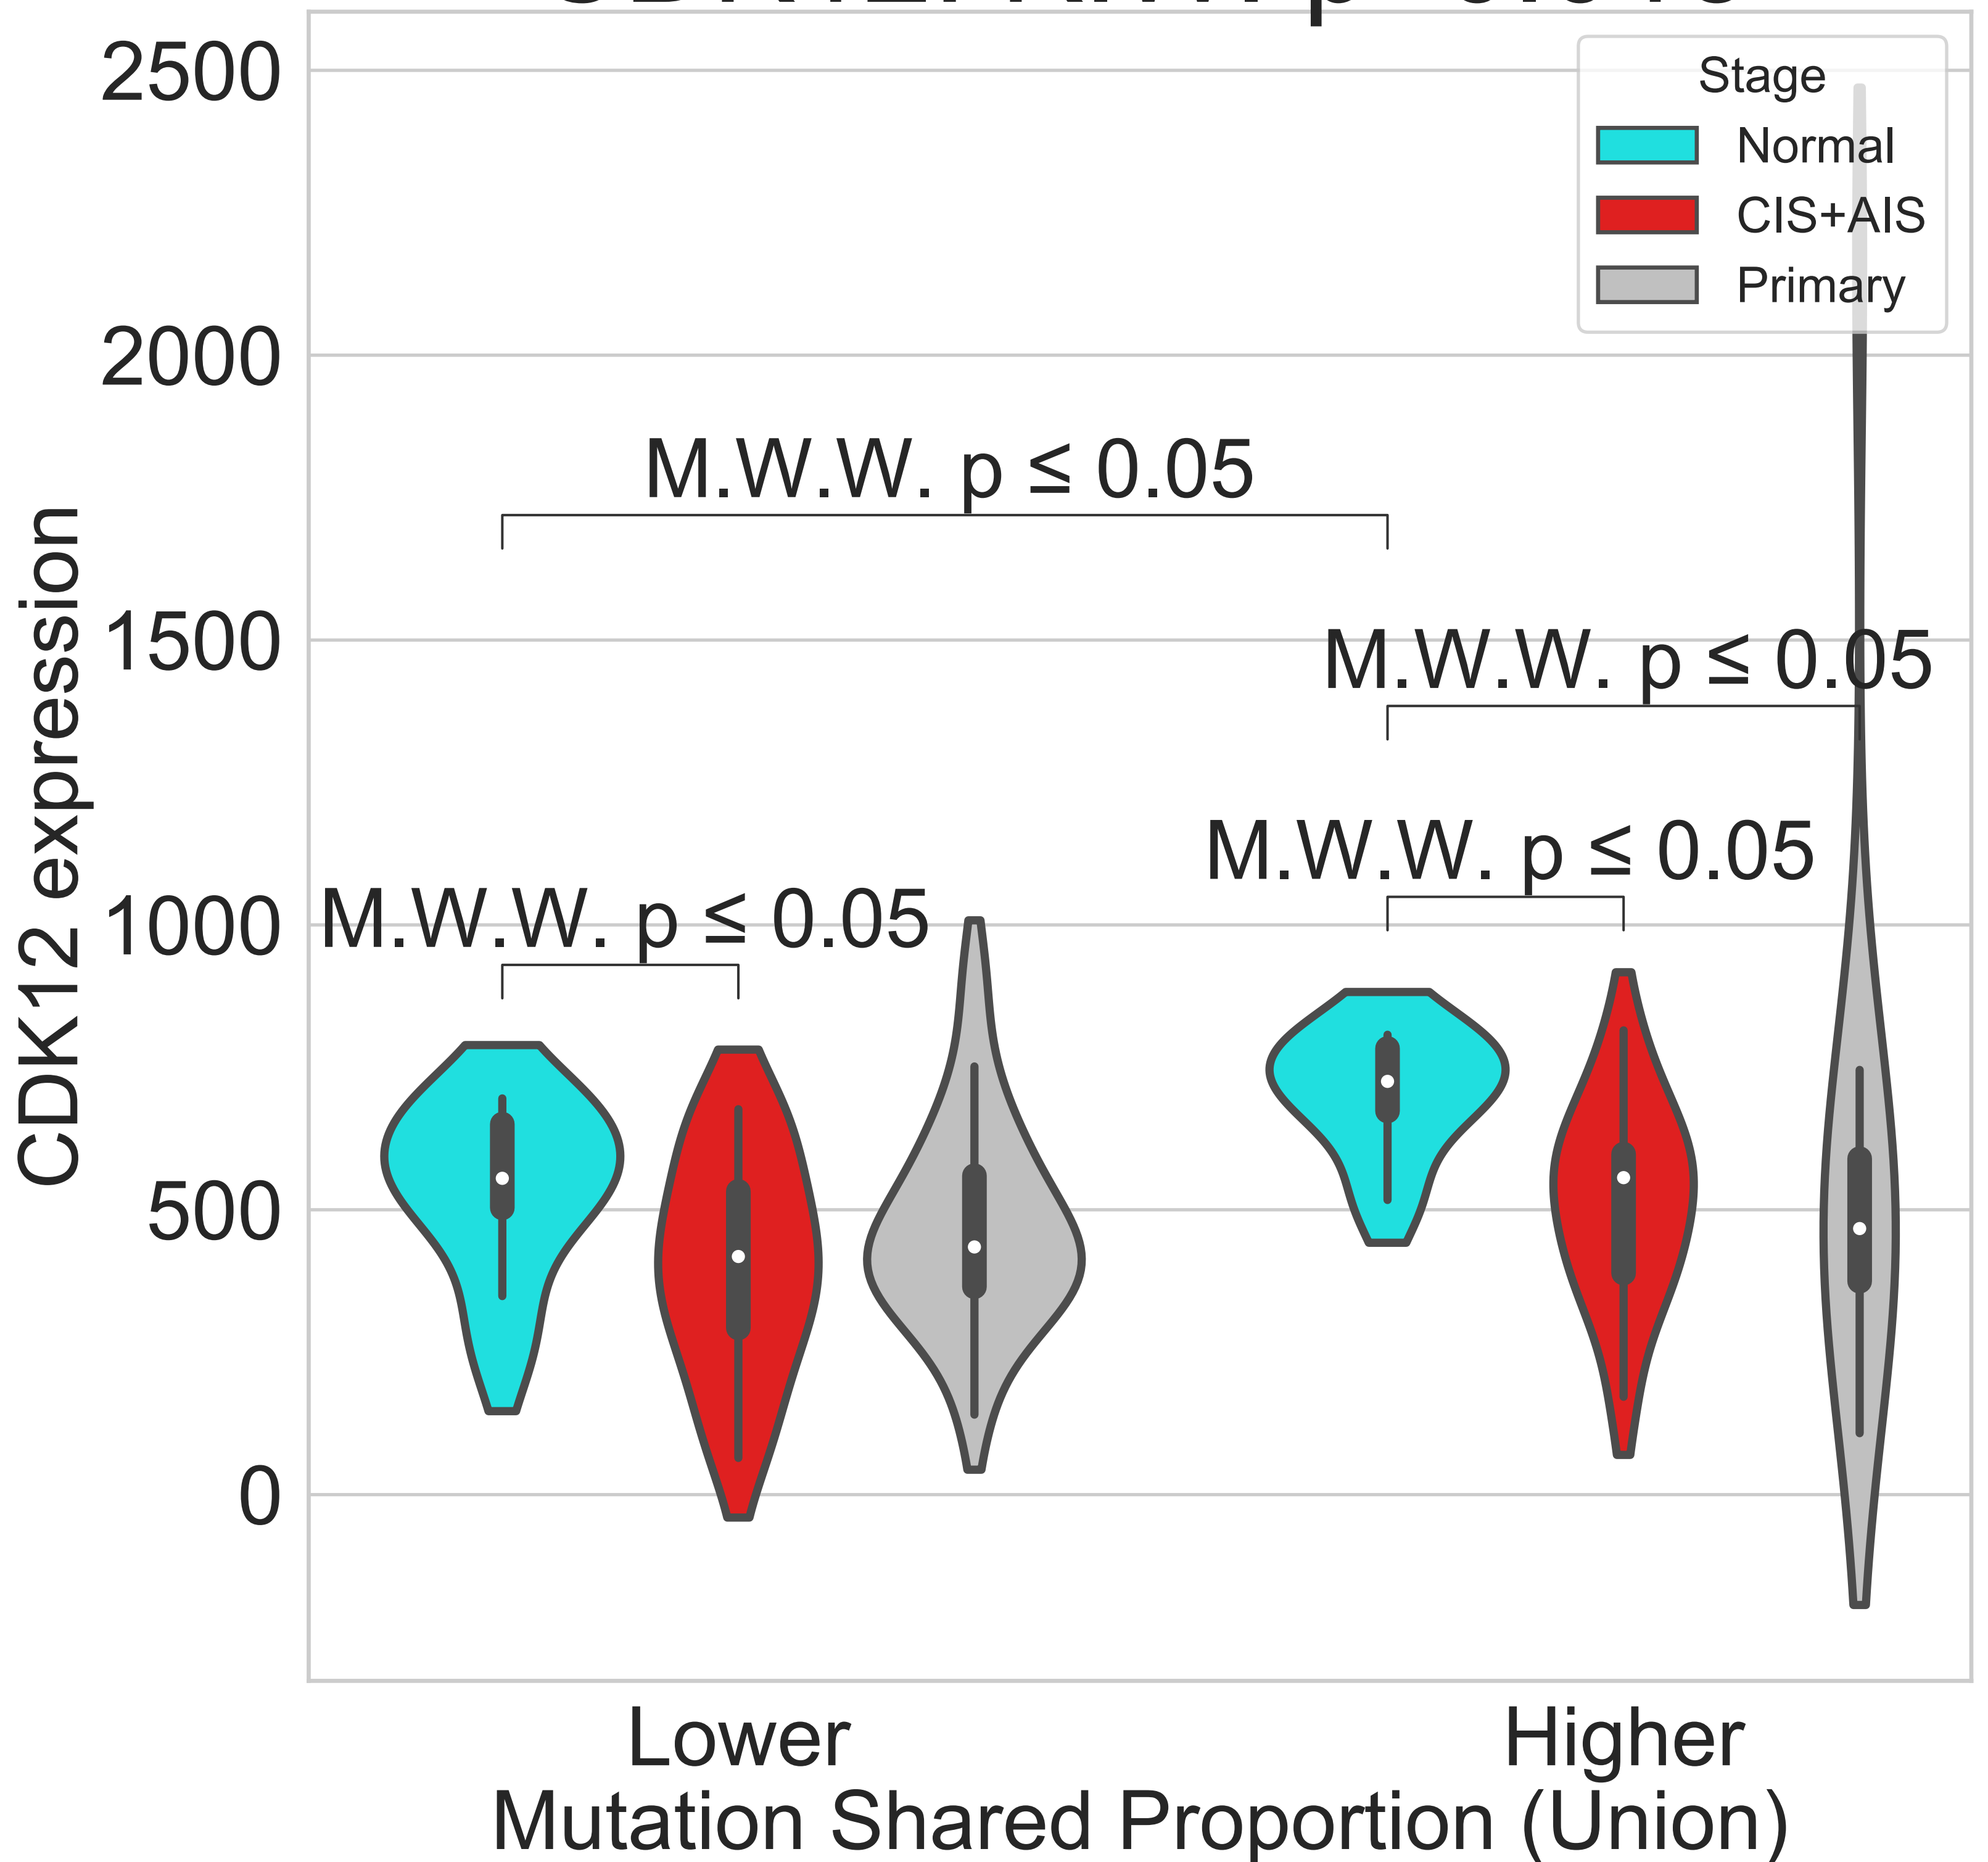 2500
2000
1500
1000
500
0
CDK12 expression
Stage
Normal
CIS+AIS
Primary
M.W.W. p ≤ 0.05
M.W.W. p ≤ 0.05
M.W.W. p ≤ 0.05
M.W.W. p ≤ 0.05
Lower
Higher
Mutation Shared Proportion (Union)